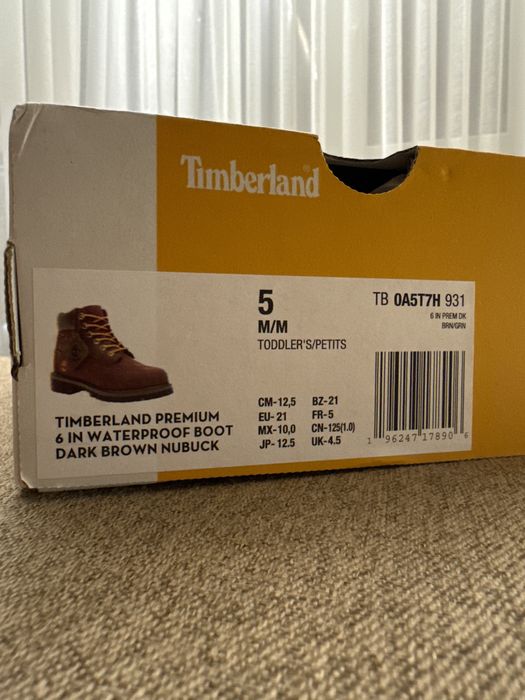 Timberland
5
M/M
TODDLER'S/PETITS
TB 0A5T7H 931
6 IN PREM DK
BRN/GRN
TIMBERLAND PREMIUM
6 IN WATERPROOF BOOT
DARK BROWN NUBUCK
CM-12,5 BZ-21
EU-21 FR-5
MX-10,0 CN-125(1.0)
JP-12.5 UK-4.5
1 96247 17890 6